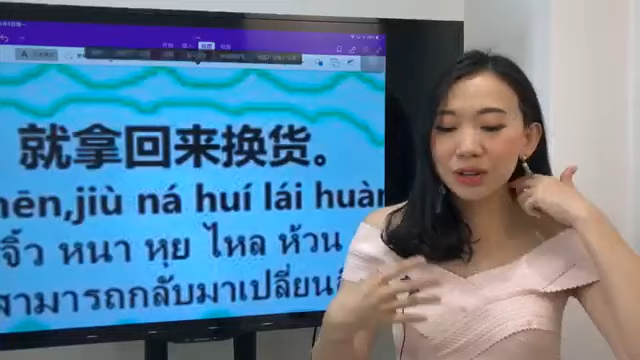 就拿回来换货。
hēn,jiù ná huí lái huàn
จิ้ว หนา หุย ไหล ห้วน
สามารถกลับมาเปลี่ยน